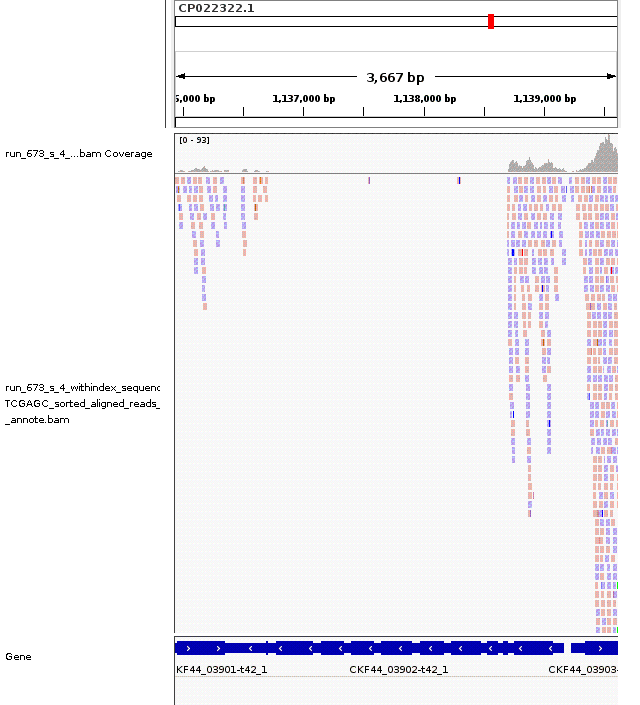 CP022322.1
3,667 bp
5,000 bp 1,137,000 bp 1,138,000 bp 1,139,000 bp
[0 - 93]
run_673_s_4_...bam Coverage
run_673_s_4_withindex_sequenc
TCGAGC_sorted_aligned_reads_
_annote.bam
Gene
KF44_03901-t42_1 CKF44_03902-t42_1 CKF44_03903-